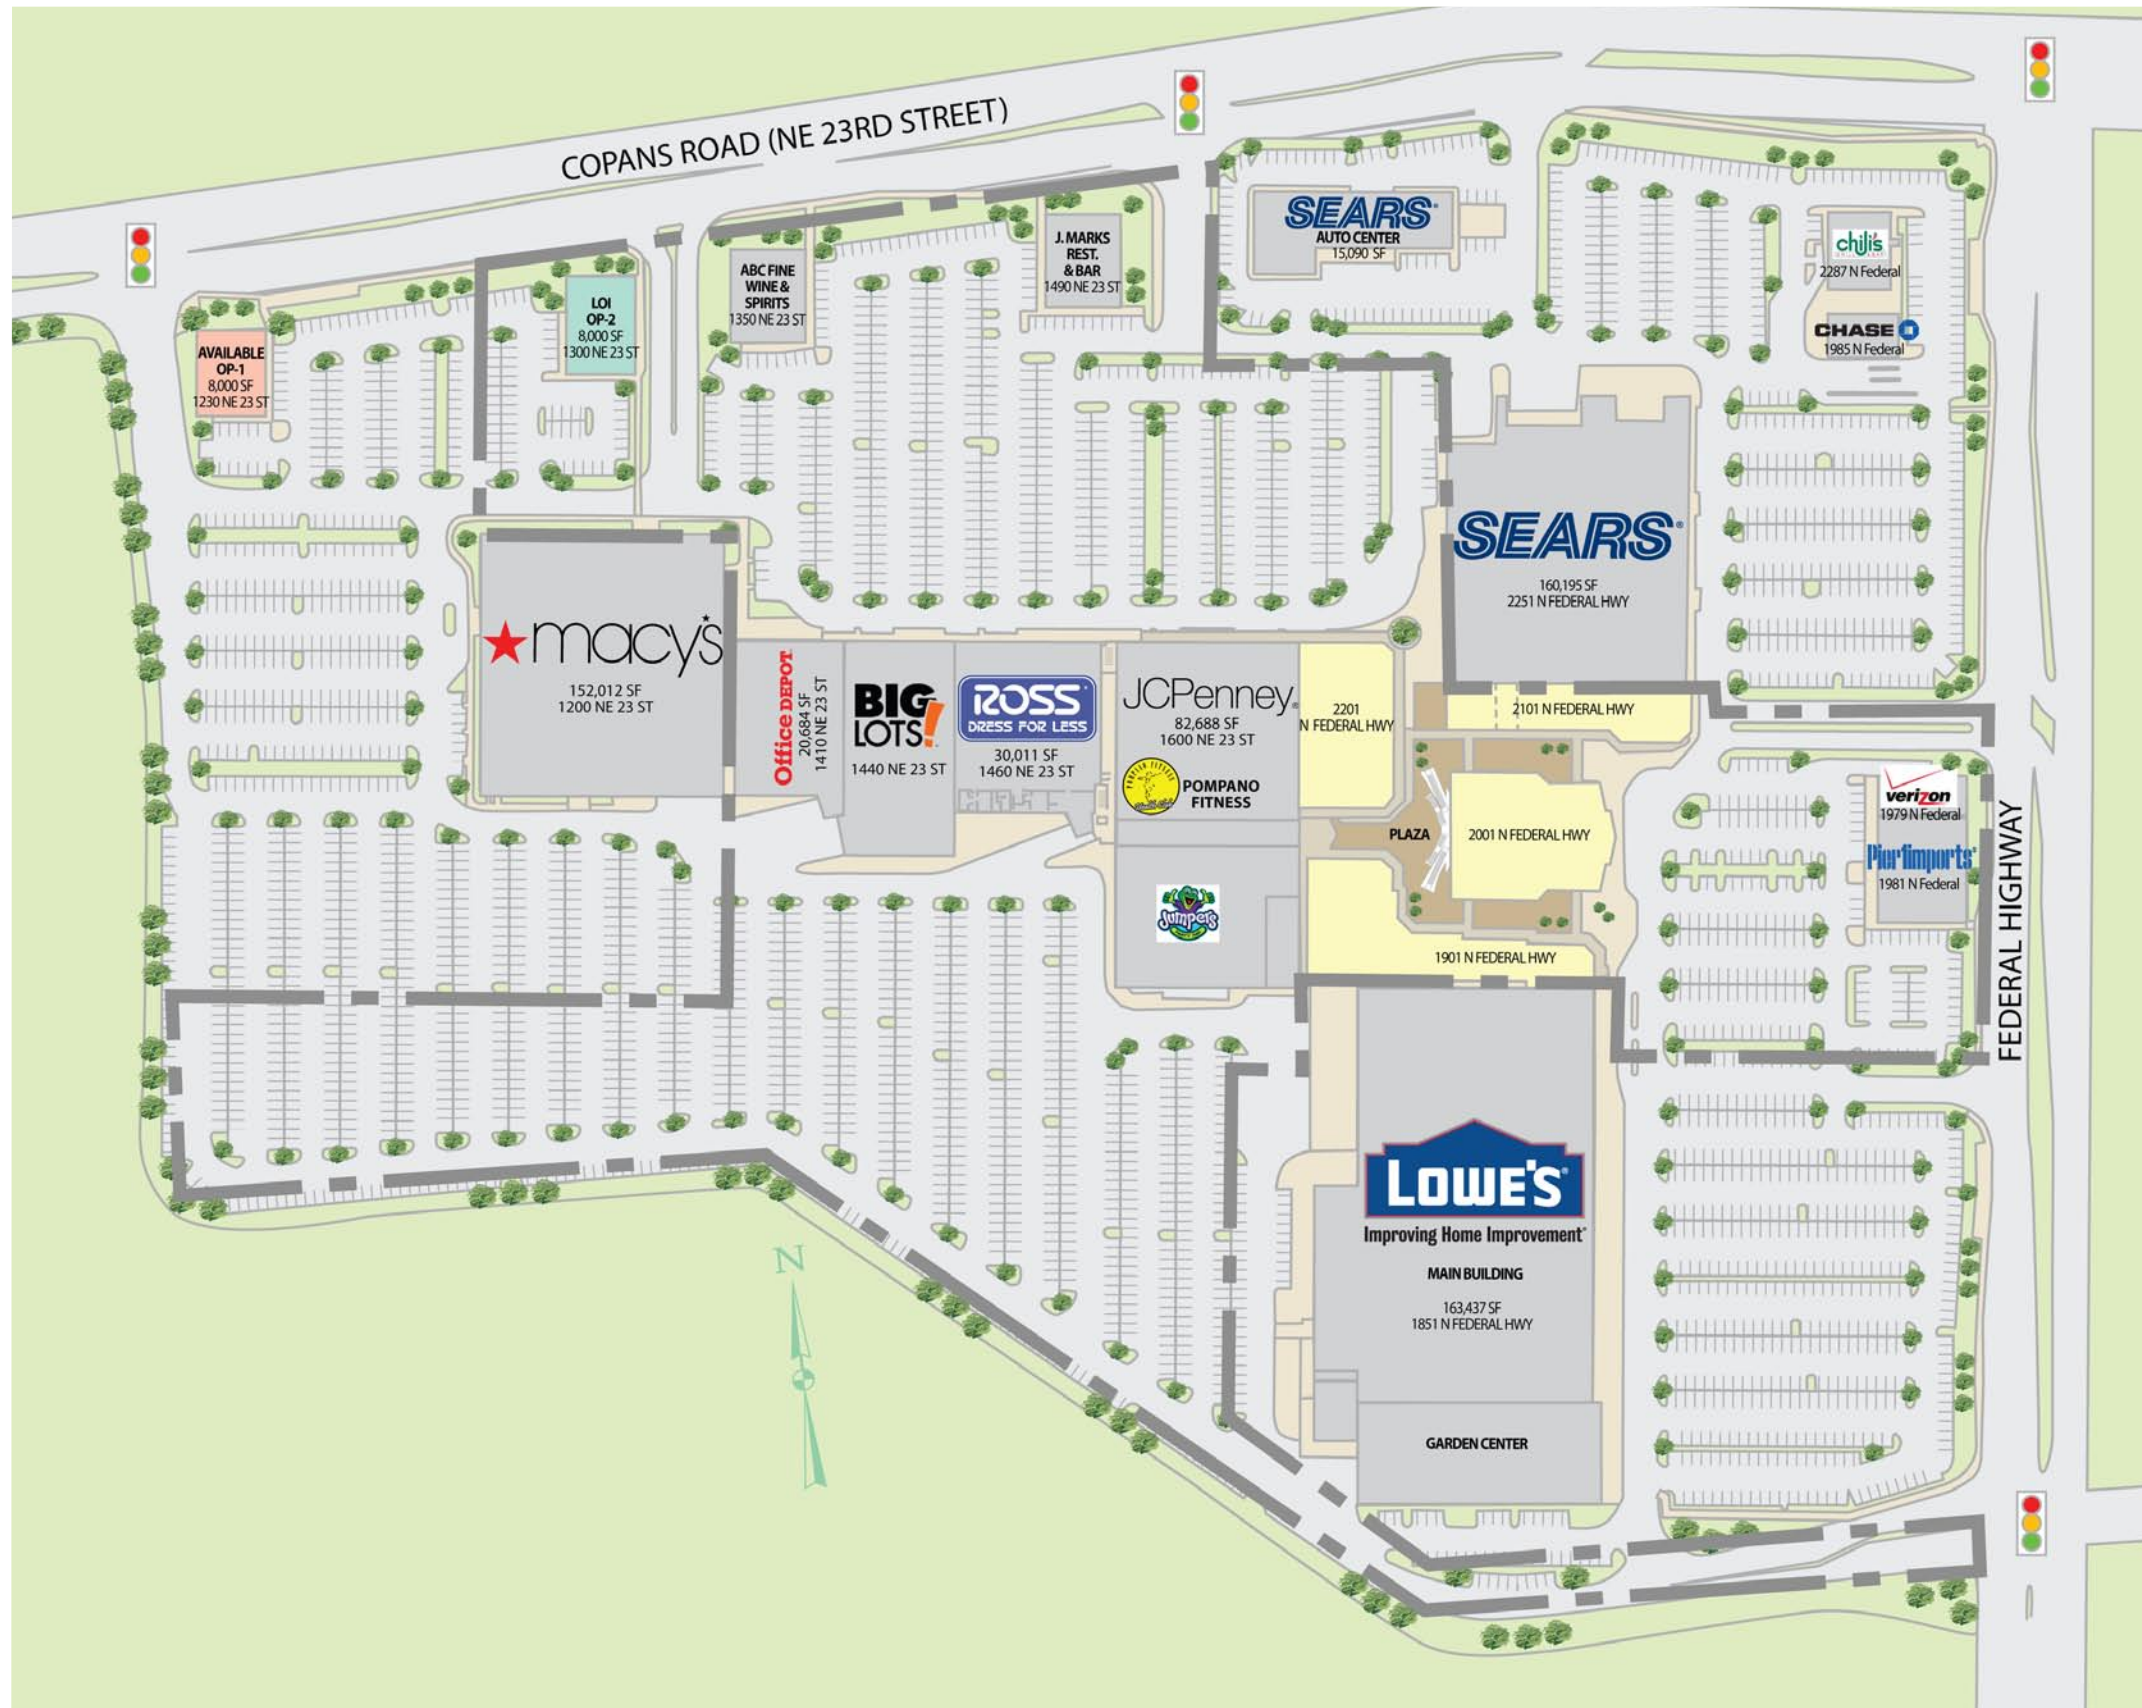 COPANS ROAD (NE 23RD STREET)
SEARS
AUTO CENTER
15,090 SF
chili's
2287 N Federal
CHASE
1985 N Federal
J. MARKS
REST.
& BAR
1490 NE 23 ST
ABC FINE
WINE &
SPIRITS
1350 NE 23 ST
LOI
OP-2
8,000 SF
1300 NE 23 ST
AVAILABLE
OP-1
8,000 SF
1230 NE 23 ST
SEARS
160,195 SF
2251 N FEDERAL HWY
macy's
152,012 SF
1200 NE 23 ST
Office DEPOT
20,684 SF
1410 NE 23 ST
BIG
LOTS!
1440 NE 23 ST
ROSS
DRESS FOR LESS
30,011 SF
1460 NE 23 ST
JCPenney
82,688 SF
1600 NE 23 ST
POMPANO
FITNESS
2201
N FEDERAL HWY
2101 N FEDERAL HWY
PLAZA
2001 N FEDERAL HWY
verizon
1979 N Federal
Pier1imports
1981 N Federal
FEDERAL HIGHWAY
Jumpers
1901 N FEDERAL HWY
LOWE'S
Improving Home Improvement
MAIN BUILDING
163,437 SF
1851 N FEDERAL HWY
GARDEN CENTER
N